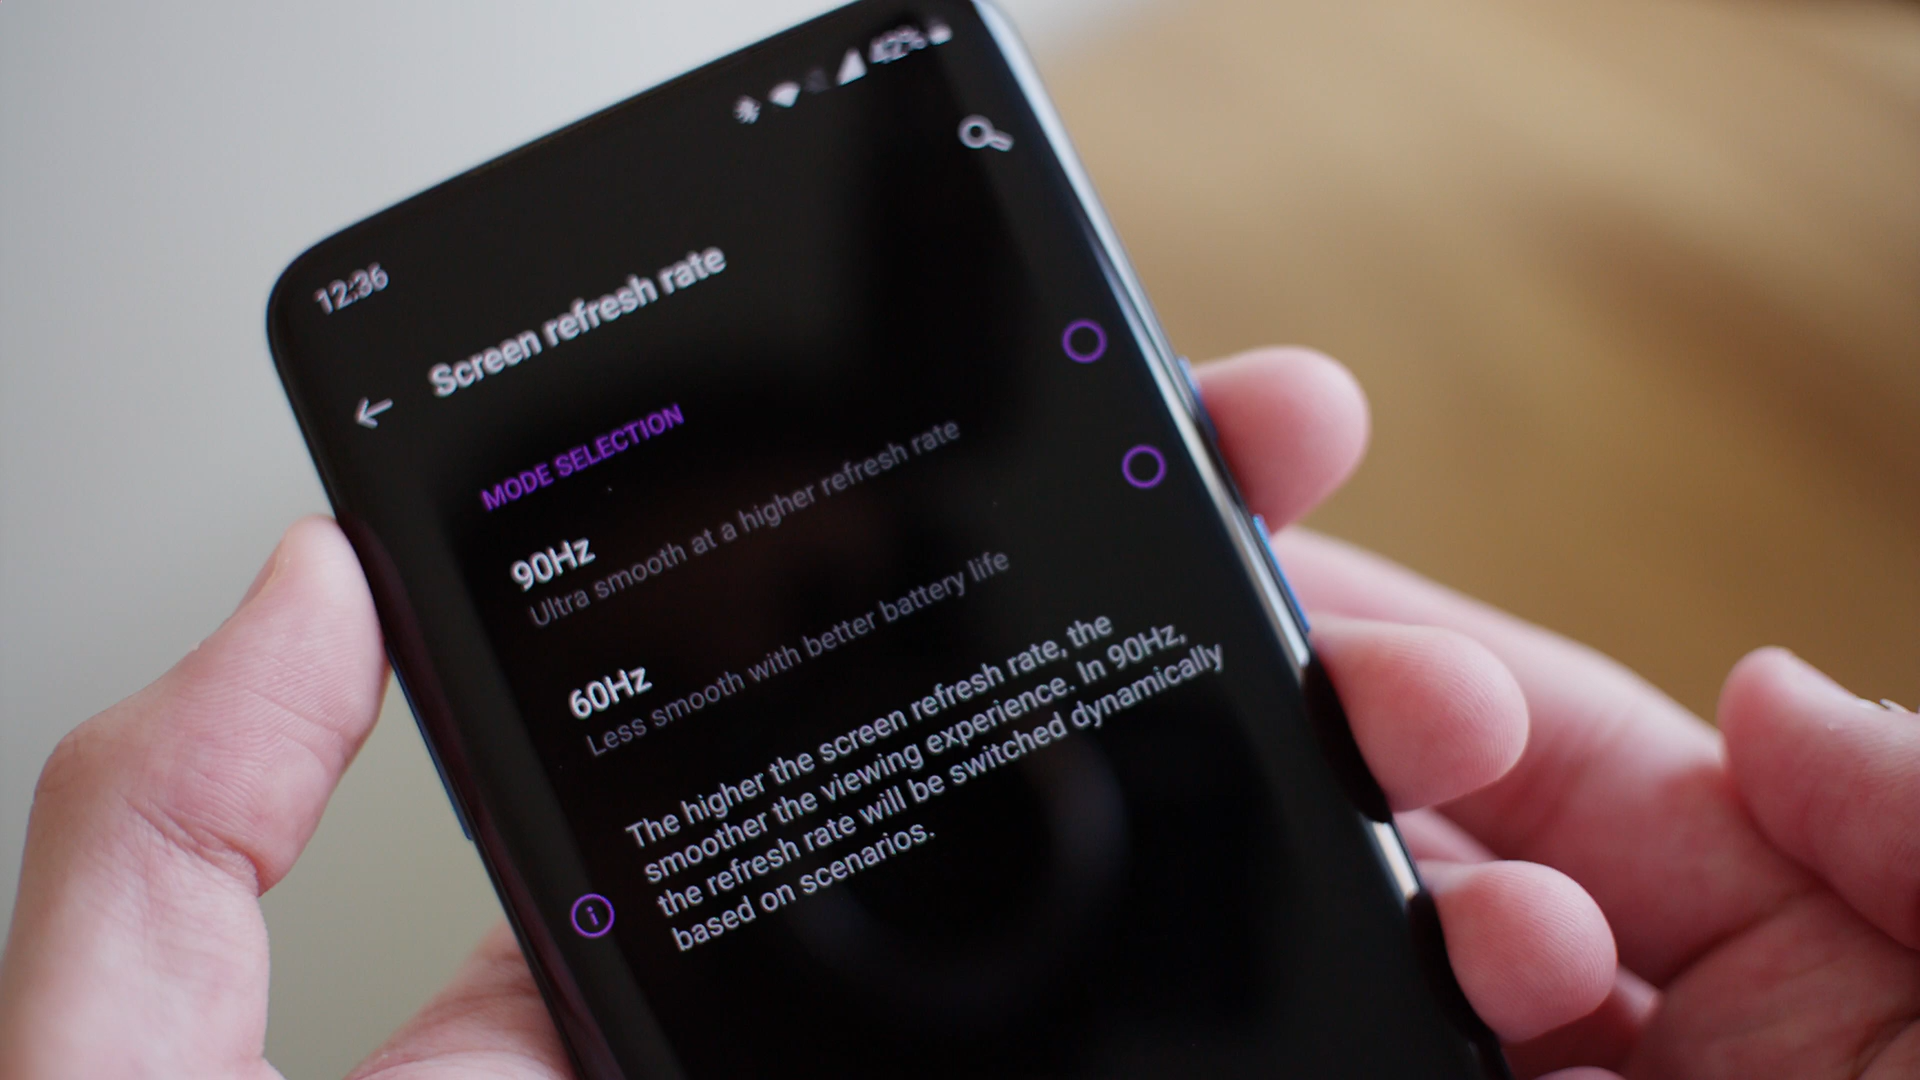 12:36
42%
Screen refresh rate
MODE SELECTION
90Hz
Ultra smooth at a higher refresh rate
60Hz
Less smooth with better battery life
The higher the screen refresh rate, the
smoother the viewing experience. In 90Hz,
the refresh rate will be switched dynamically
based on scenarios.